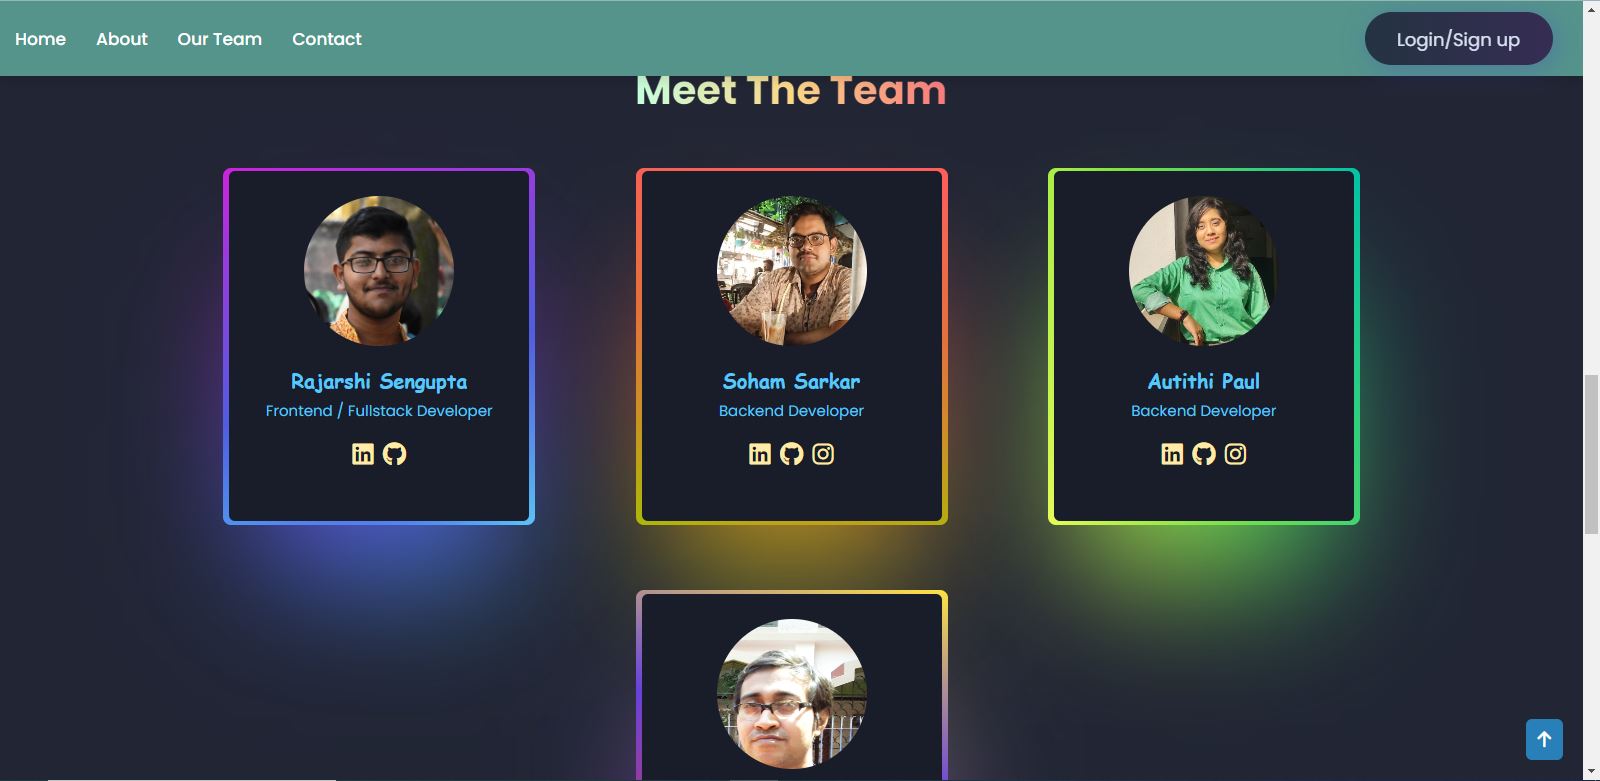 Home About Our Team Contact Login/Sign up
Meet The Team
Rajarshi Sengupta
Frontend / Fullstack Developer
Soham Sarkar
Backend Developer
Autithi Paul
Backend Developer